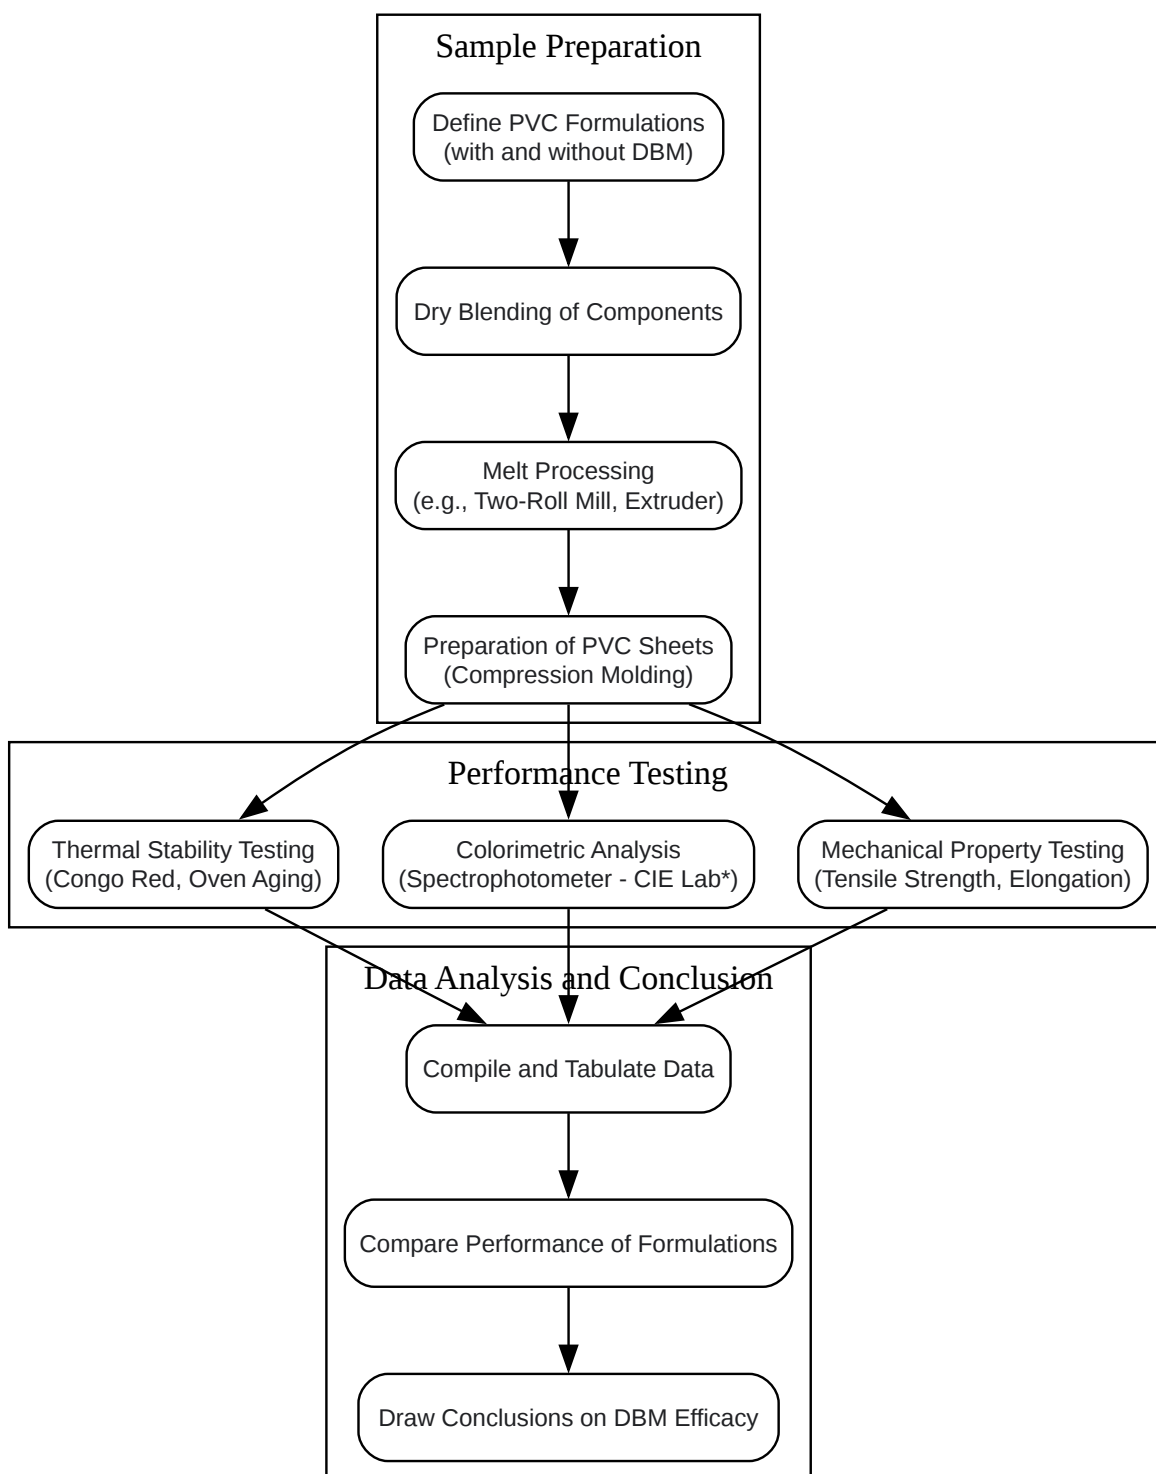 Sample Preparation
Define PVC Formulations
(with and without DBM)
Dry Blending of Components
Melt Processing
(e.g., Two-Roll Mill, Extruder)
Preparation of PVC Sheets
(Compression Molding)
Performance Testing
Thermal Stability Testing
(Congo Red, Oven Aging)
Colorimetric Analysis
(Spectrophotometer - CIE Lab*)
Mechanical Property Testing
(Tensile Strength, Elongation)
Data Analysis and Conclusion
Compile and Tabulate Data
Compare Performance of Formulations
Draw Conclusions on DBM Efficacy